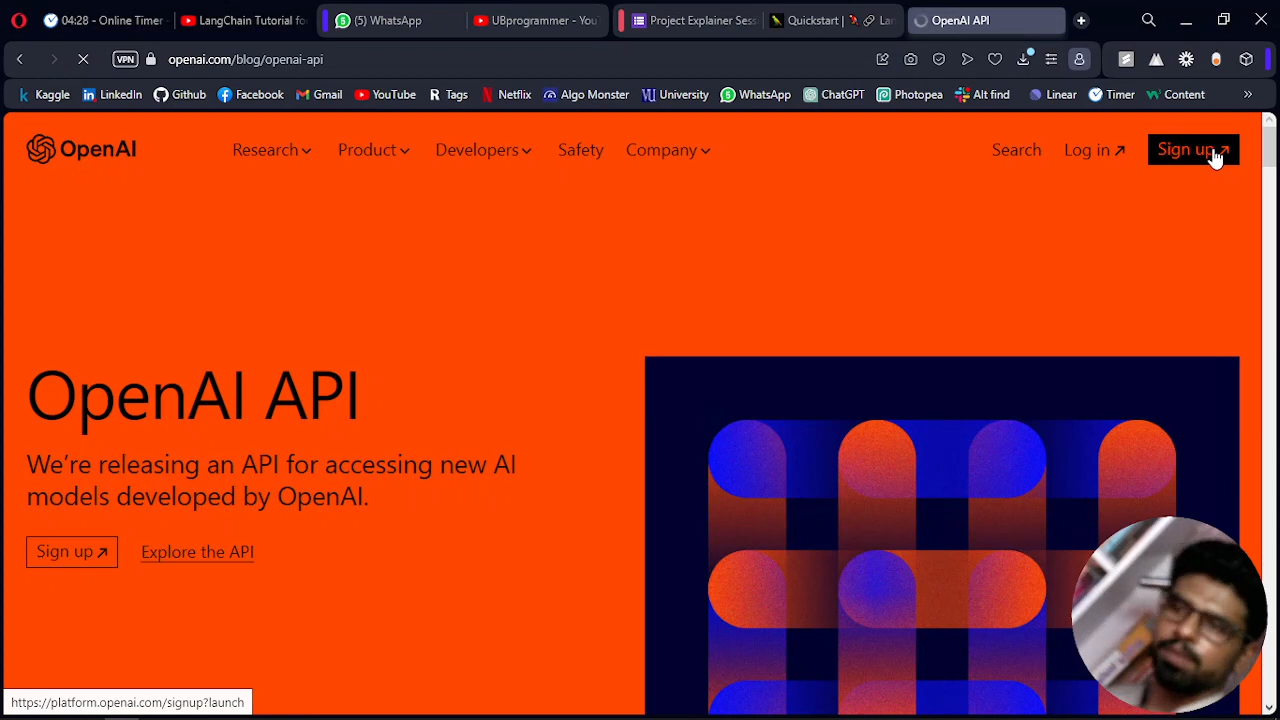 04:28 - Online Timer
LangChain Tutorial fo
(5) WhatsApp
UBprogrammer - You
Project Explainer Sess
Quickstart | Lan
OpenAI API
VPN
openai.com/blog/openai-api
Kaggle
LinkedIn
Github
Facebook
Gmail
YouTube
Tags
Netflix
Algo Monster
University
WhatsApp
ChatGPT
Photopea
Alt find
Linear
Timer
Content
OpenAI
Research
Product
Developers
Safety
Company
Search
Log in
Sign up
OpenAI API
We're releasing an API for accessing new AI
models developed by OpenAI.
Sign up
Explore the API
https://platform.openai.com/signup?launch